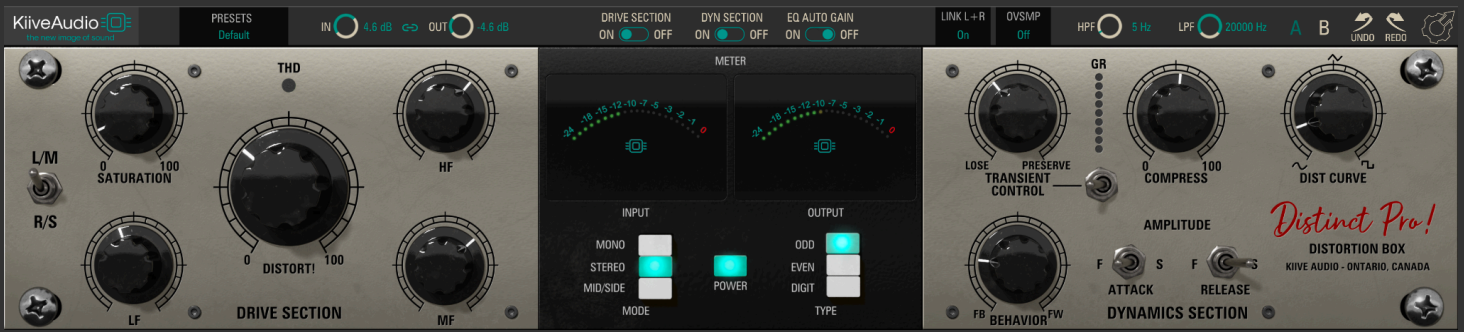 KiiveAudio
the new image of sound
PRESETS
Default
IN 4.6 dB OUT -4.6 dB
DRIVE SECTION
ON OFF
DYN SECTION
ON OFF
EQ AUTO GAIN
ON OFF
LINK L+R
On
OVSMP
Off
HPF 5 Hz
LPF 20000 Hz
A B
UNDO REDO
THD
0 100
SATURATION
HF
L/M
R/S
0 100
DISTORT!
LF
DRIVE SECTION
MF
METER
-24 -18 -15 -12 -10 -7 -5 -3 -2 -1 0
-24 -18 -15 -12 -10 -7 -5 -3 -2 -1 0
INPUT
OUTPUT
MONO
STEREO
MID/SIDE
MODE
POWER
ODD
EVEN
DIGIT
TYPE
GR
LOSE PRESERVE
TRANSIENT
CONTROL
0 100
COMPRESS
DIST CURVE
AMPLITUDE
F S
ATTACK
F S
RELEASE
FB FW
BEHAVIOR
DYNAMICS SECTION
Distinct Pro!
DISTORTION BOX
KIIVE AUDIO - ONTARIO, CANADA